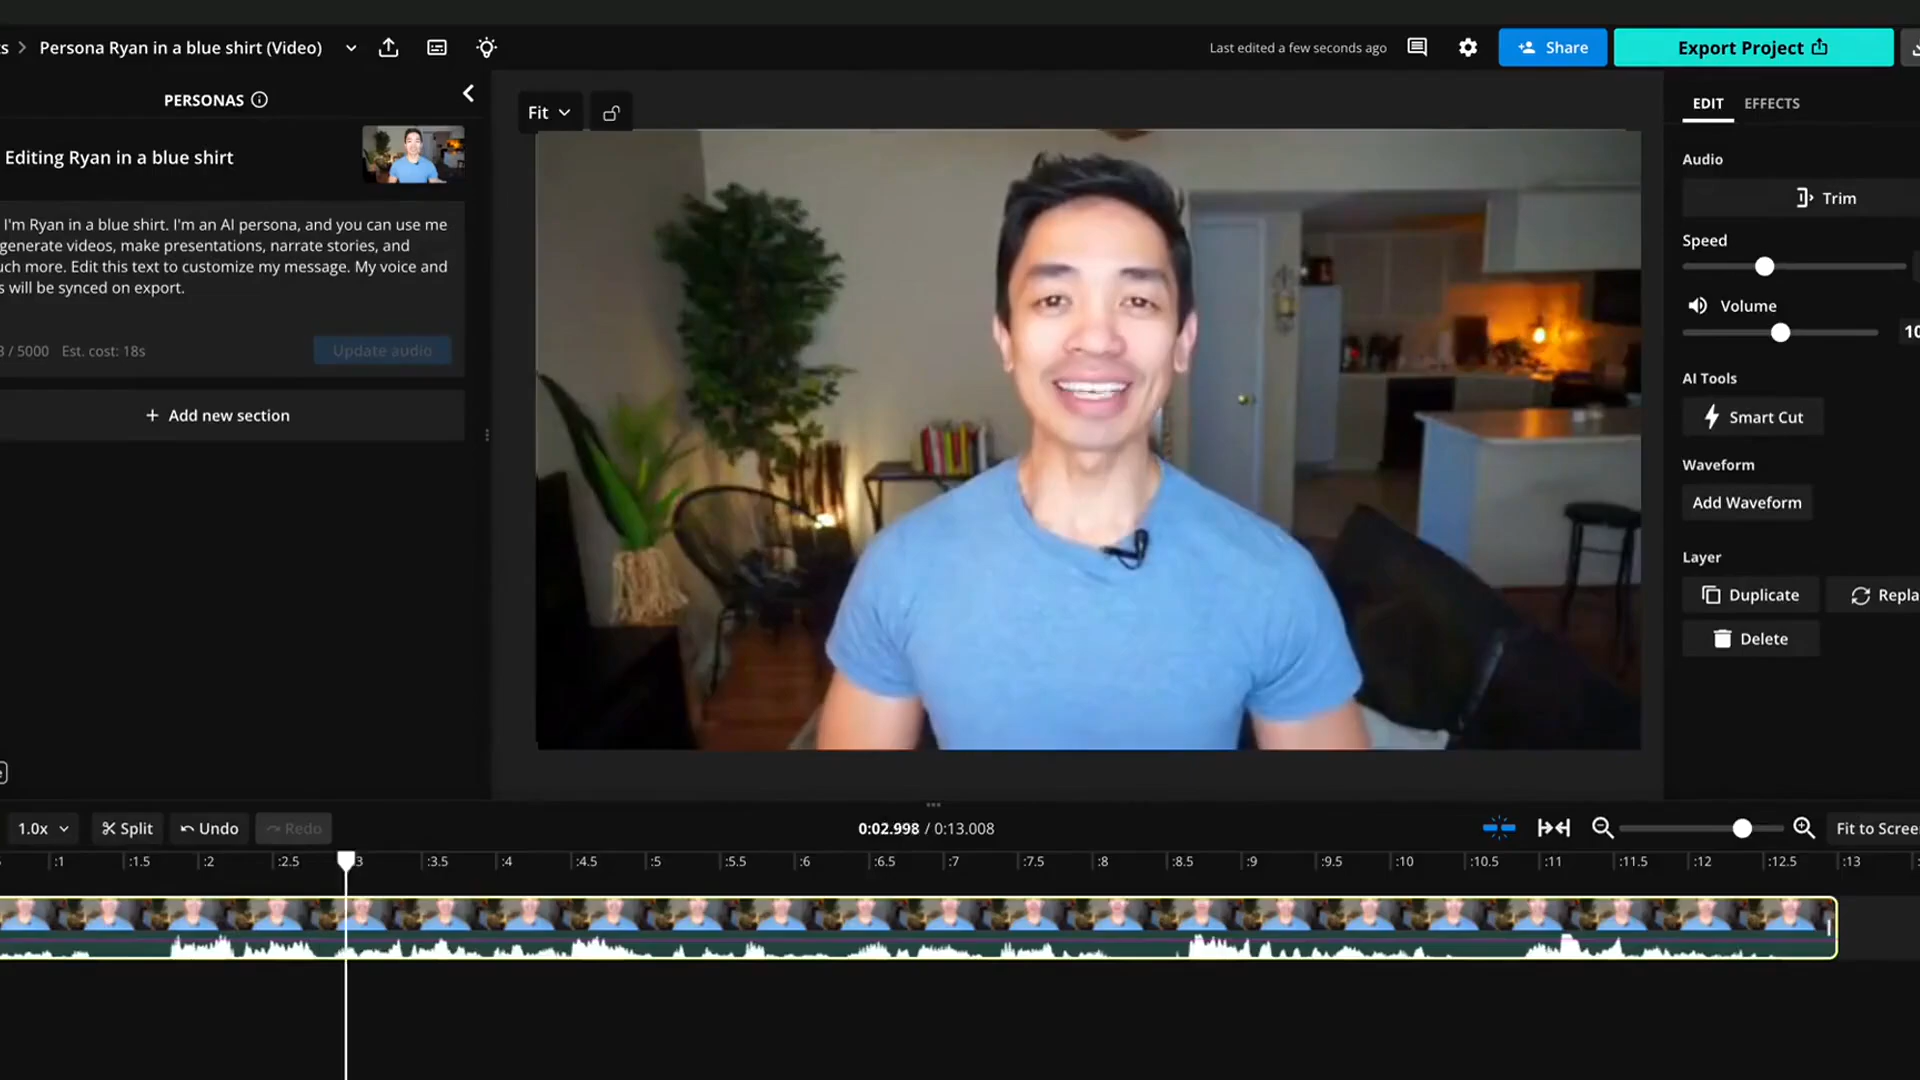 Persona Ryan in a blue shirt (Video)
Last edited a few seconds ago
Share
Export Project
PERSONAS
Editing Ryan in a blue shirt
I'm Ryan in a blue shirt. I'm an AI persona, and you can use me
generate videos, make presentations, narrate stories, and
more. Edit this text to customize my message. My voice and
will be synced on export.
/ 5000 Est. cost: 18s
Update audio
+ Add new section
Fit
EDIT EFFECTS
Audio
Trim
Speed
Volume
10
AI Tools
Smart Cut
Waveform
Add Waveform
Layer
Duplicate
Repla
Delete
1.0x
Split
Undo
Redo
0:02.998 / 0:13.008
Fit to Scree
:1 :1.5 :2 :2.5 :3 :3.5 :4 :4.5 :5 :5.5 :6 :6.5 :7 :7.5 :8 :8.5 :9 :9.5 :10 :10.5 :11 :11.5 :12 :12.5 :13